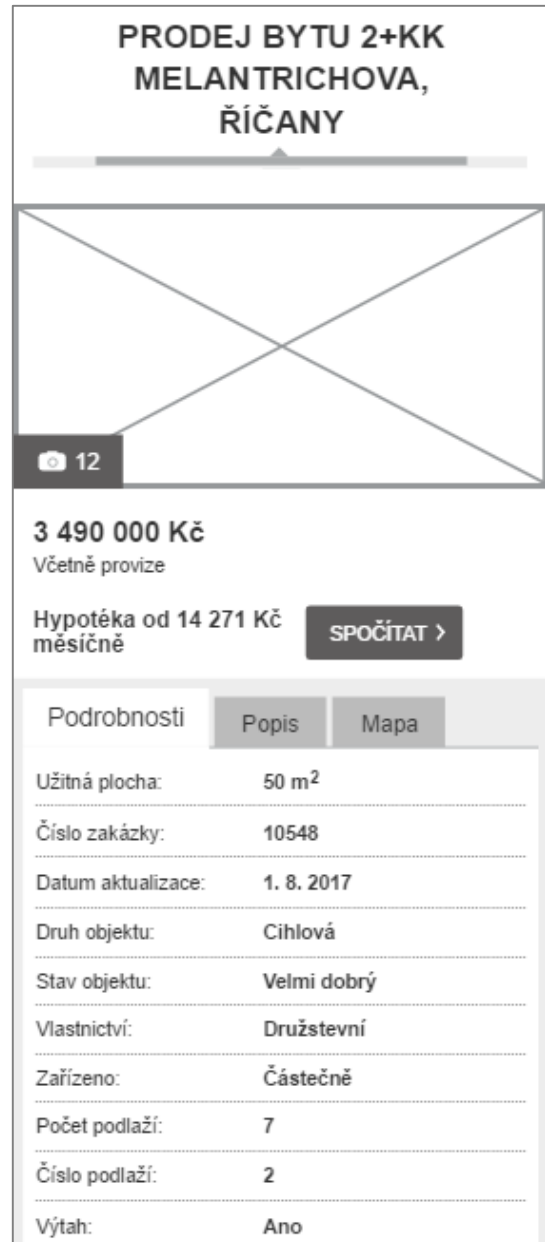 PRODEJ BYTU 2+KK
MELANTRICHOVA,
ŘÍČANY
12
3 490 000 Kč
Včetně provize
Hypotéka od 14 271 Kč
měsíčně
SPOČÍTAT >
Podrobnosti Popis Mapa
Užitná plocha: 50 m²
Číslo zakázky: 10548
Datum aktualizace: 1. 8. 2017
Druh objektu: Cihlová
Stav objektu: Velmi dobrý
Vlastnictví: Družstevní
Zařízeno: Částečně
Počet podlaží: 7
Číslo podlaží: 2
Výtah: Ano